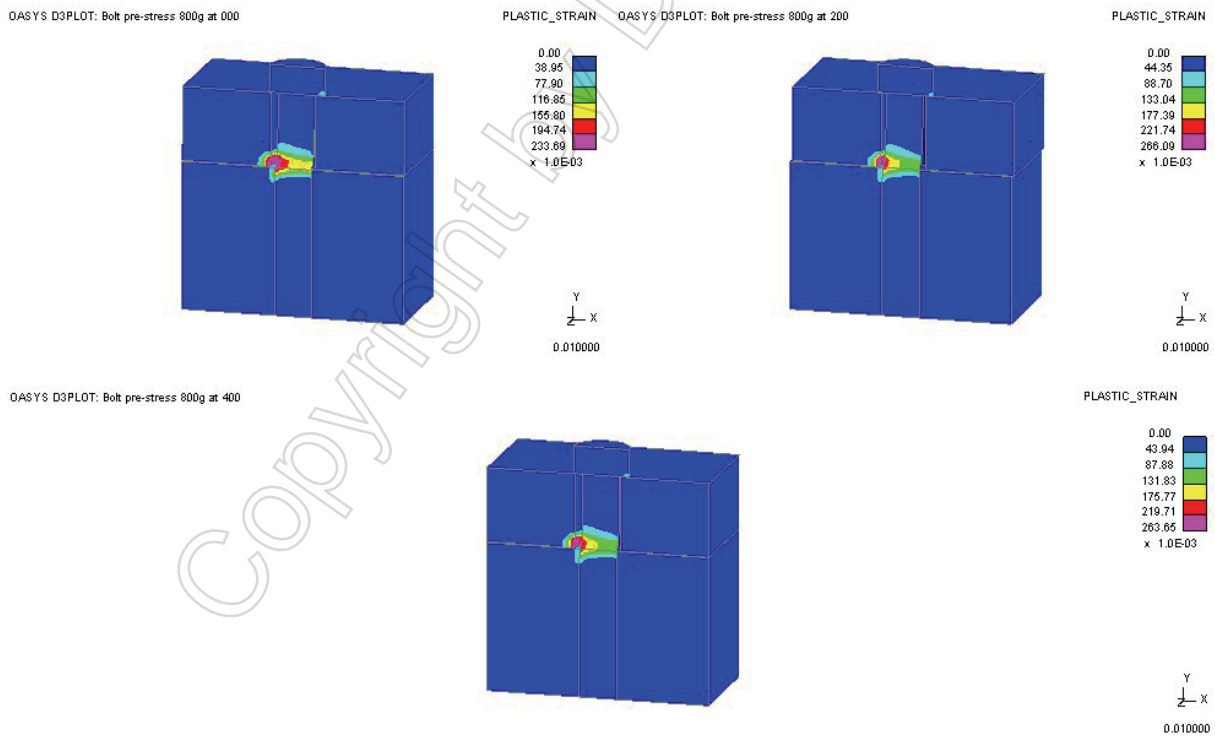 OASYS D3PLOT: Bolt pre-stress 800g at 000
PLASTIC_STRAIN
0.00
38.95
77.90
116.85
155.80
194.74
233.69
x 1.0E-03
Y
Z X
0.010000
OASYS D3PLOT: Bolt pre-stress 800g at 200
PLASTIC_STRAIN
0.00
44.35
88.70
133.04
177.39
221.74
266.09
x 1.0E-03
Y
Z X
0.010000
OASYS D3PLOT: Bolt pre-stress 800g at 400
PLASTIC_STRAIN
0.00
43.94
87.88
131.83
175.77
219.71
263.65
x 1.0E-03
Y
Z X
0.010000
Copyright by